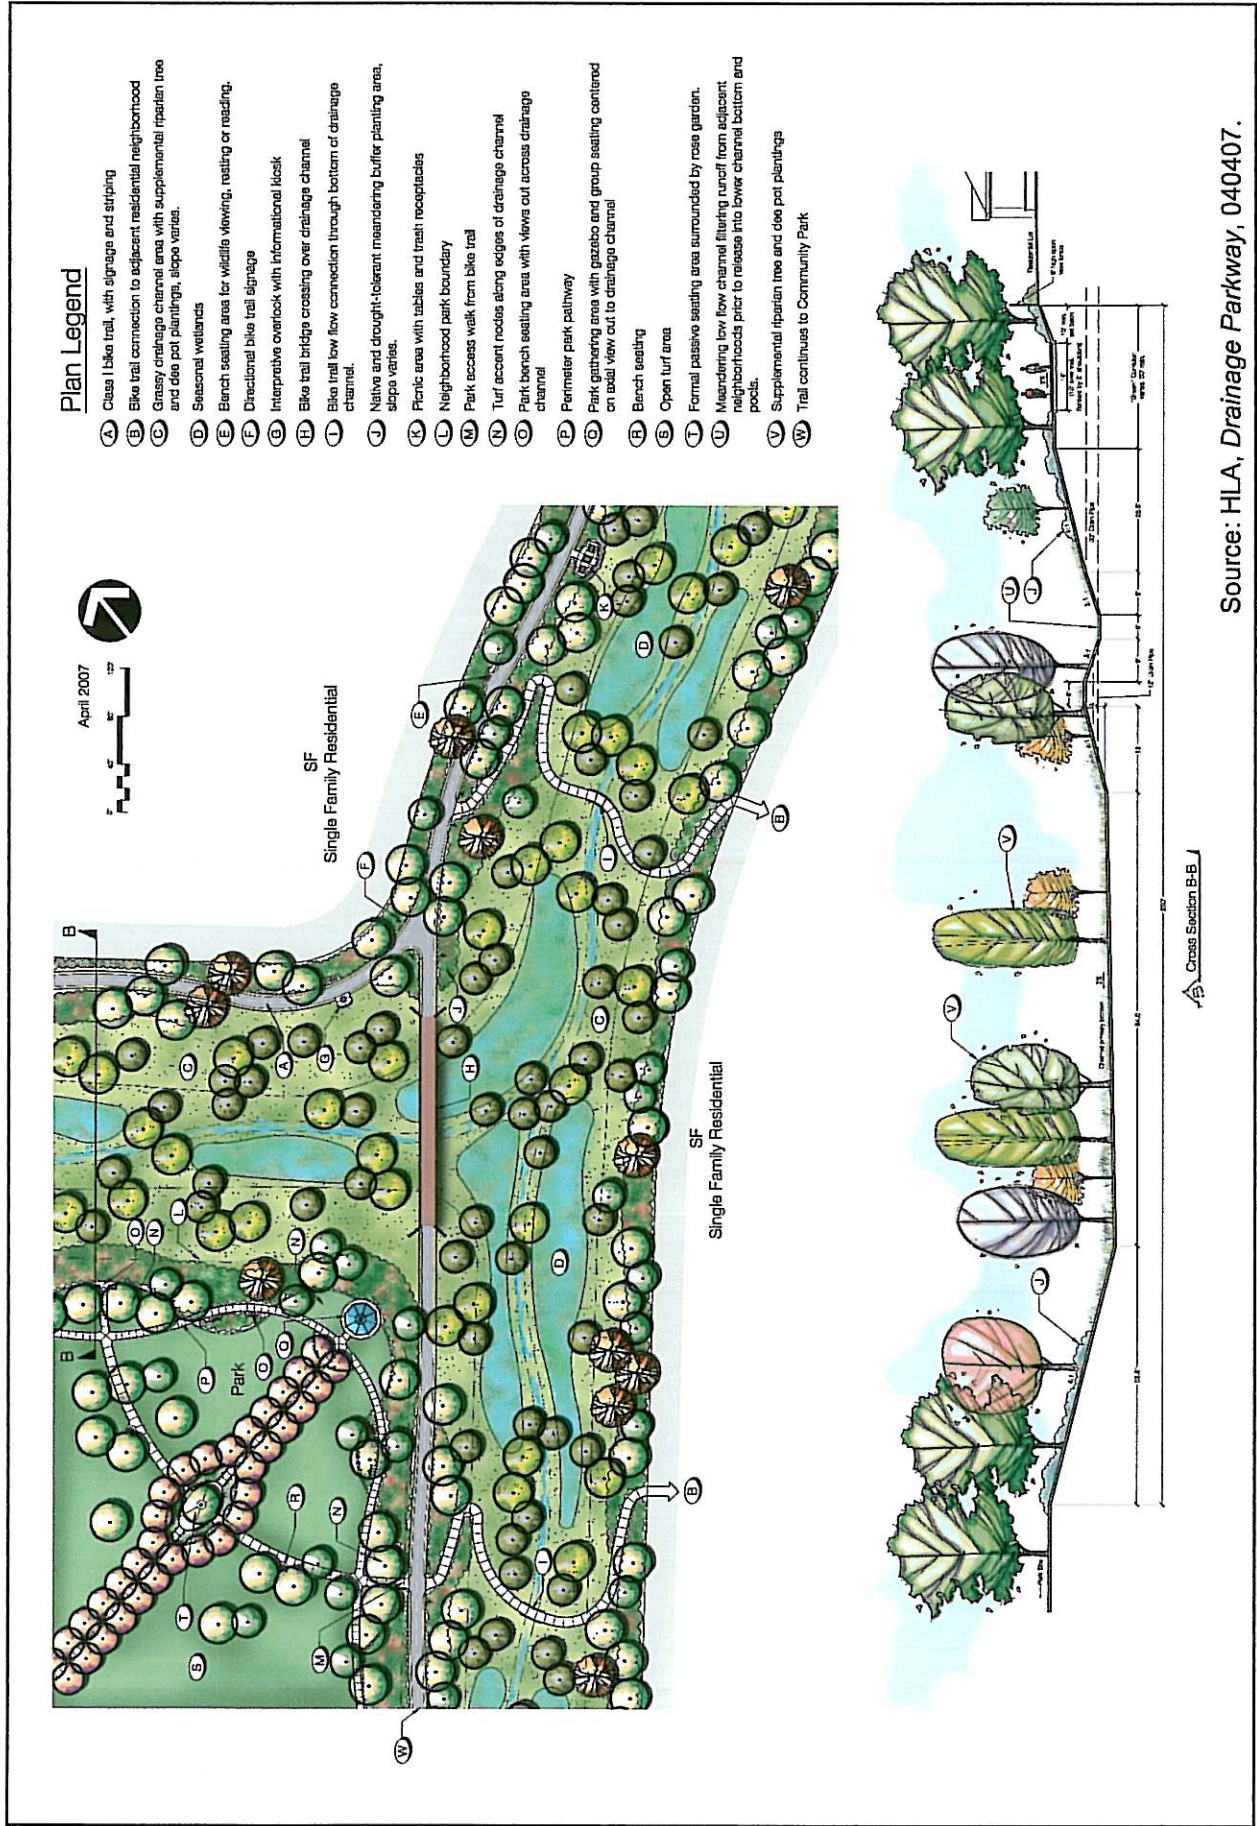 Plan Legend
A Class I bike trail, with signage and striping
B Bike trail connection to adjacent residential neighborhood
C Grassy drainage channel area with supplemental riparian tree
and dee pot plantings, slope varies.
D Seasonal wetlands
E Bench seating area for wildlife viewing, resting or reading.
F Directional bike trail signage
G Interpretive overlook with informational kiosk
H Bike trail bridge crossing over drainage channel
I Bike trail low flow connection through bottom of drainage
channel.
J Native and drought-tolerant meandering buffer planting area,
slope varies.
K Picnic area with tables and trash receptacles
L Neighborhood park boundary
M Park access walk from bike trail
N Turf accent nodes along edges of drainage channel
O Park bench seating area with views out across drainage
channel
P Perimeter park pathway
Q Park gathering area with gazebo and group seating centered
on axial view out to drainage channel
R Bench seating
S Open turf area
T Formal passive seating area surrounded by rose garden.
U Meandering low flow channel filtering runoff from adjacent
neighborhoods prior to release into lower channel bottom and
pools.
V Supplemental riparian tree and dee pot plantings
W Trail continues to Community Park
April 2007
SF
Single Family Residential
SF
Single Family Residential
Park
B
B
A
B
B
C
C
D
D
E
F
G
H
I
I
J
K
L
M
N
N
N
O
O
P
Q
R
S
T
W
J
V
V
U
J
Park Site
Channel primary bottom
Residential Lot
Cross Section B-B
Source: HLA, Drainage Parkway, 040407.